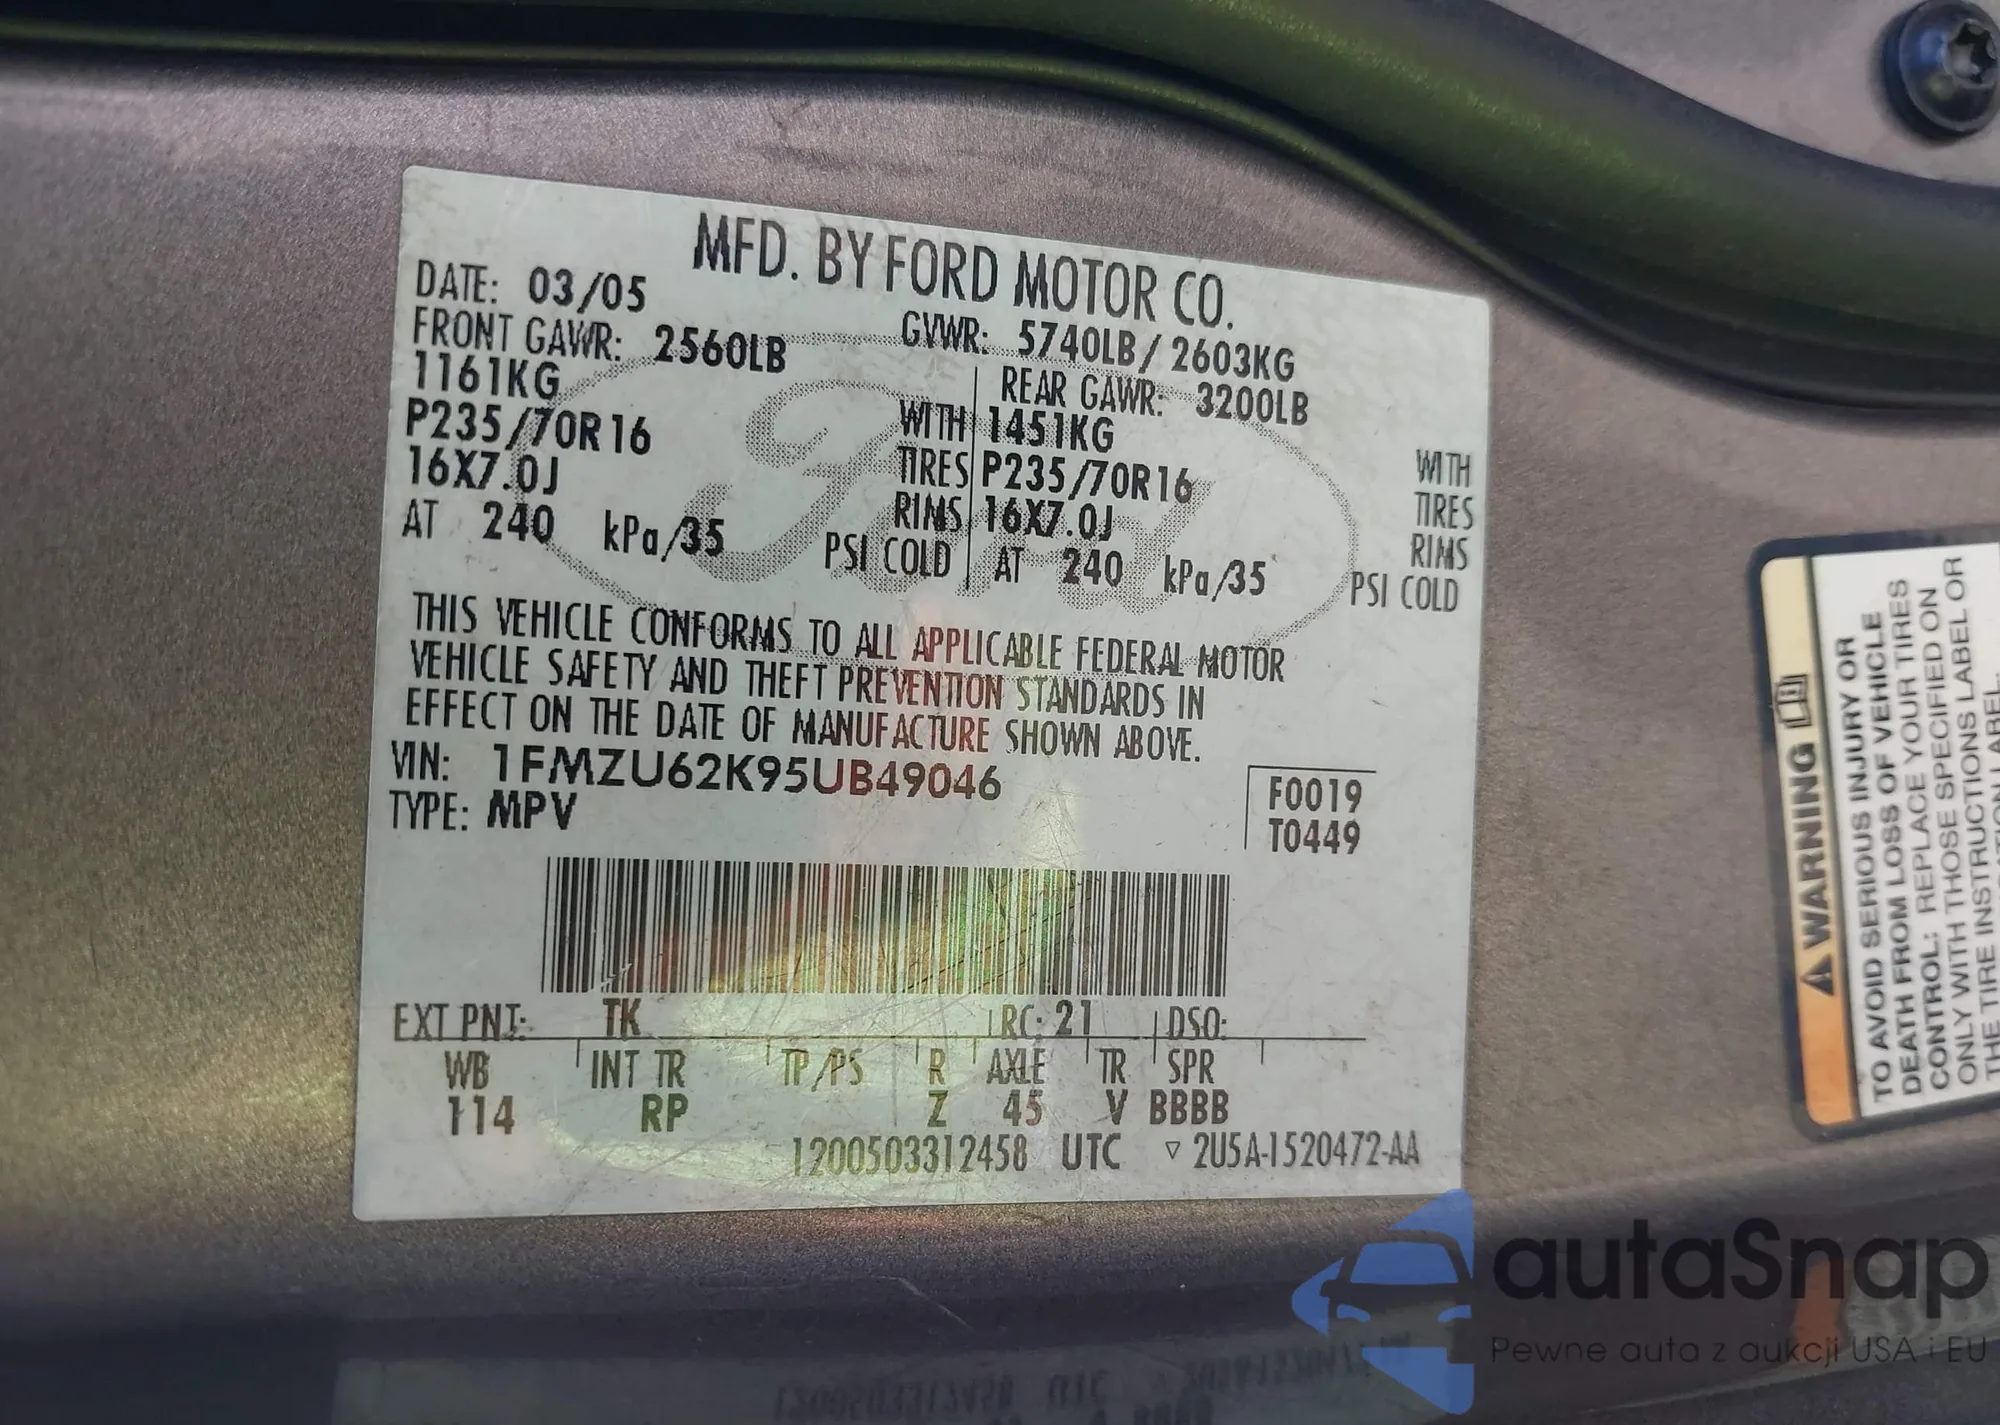 MFD. BY FORD MOTOR CO.
DATE: 03/05 GVWR: 5740LB / 2603KG
FRONT GAWR: 2560LB REAR GAWR: 3200LB
1161KG WITH 1451KG WITH
P235/70R16 TIRES P235/70R16 TIRES
16X7.0J RIMS 16X7.0J RIMS
AT 240 kPa/35 PSI COLD AT 240 kPa/35 PSI COLD
THIS VEHICLE CONFORMS TO ALL APPLICABLE FEDERAL MOTOR
VEHICLE SAFETY AND THEFT PREVENTION STANDARDS IN
EFFECT ON THE DATE OF MANUFACTURE SHOWN ABOVE.
VIN: 1FMZU62K95UB49046 F0019
TYPE: MPV T0449
EXT PNT: TK RC: 21 DSO:
WB INT TR TP/PS R AXLE TR SPR
114 RP Z 45 V BBBB
1200503312458 UTC ▽ 2U5A-1520472-AA
Ford
WARNING
TO AVOID SERIOUS INJURY OR
DEATH FROM LOSS OF VEHICLE
CONTROL: REPLACE YOUR TIRES
ONLY WITH THOSE SPECIFIED ON
THE TIRE INSTRUCTIONS LABEL OR
autaSnap
Pewne auta z aukcji USA i EU